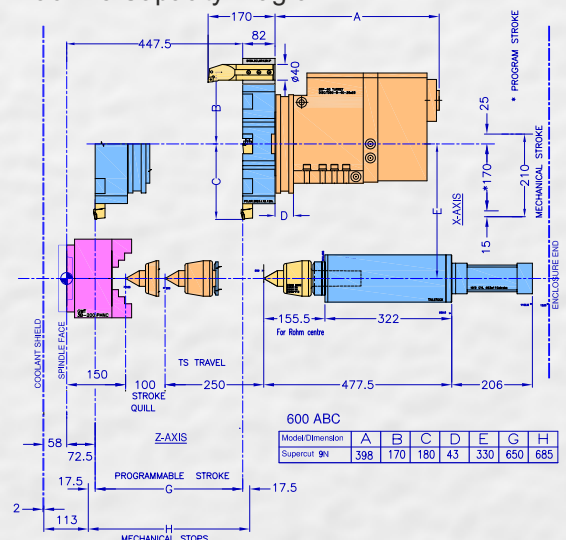 170
A
82
447.5
ø40
B
C
D
E
* PROGRAM STROKE
25
*170
210
15
X-AXIS
MECHANICAL STROKE
ENCLOSURE END
COOLANT SHIELD
SPINDLE FACE
155.5
322
For Rohm centre
150
TS TRAVEL
100
250
477.5
206
STROKE
QUILL
58
Z-AXIS
72.5
600 ABC
Model/Dimension A B C D E G H
Supercut 9N 398 170 180 43 330 650 685
PROGRAMMABLE STROKE
17.5
G
17.5
2
113
H
MECHANICAL STOPS